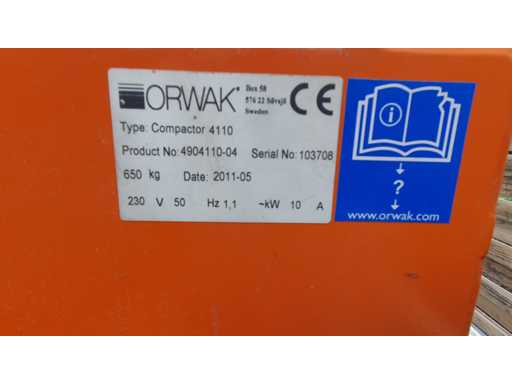 ORWAK®
Box 58
576 22 Sävsjö
Sweden
CE
Type: Compactor 4110
Product No:4904110-04 Serial No:103708
650 kg Date: 2011-05
230 V 50 Hz 1,1 ~kW 10 A
i
?
www.orwak.com